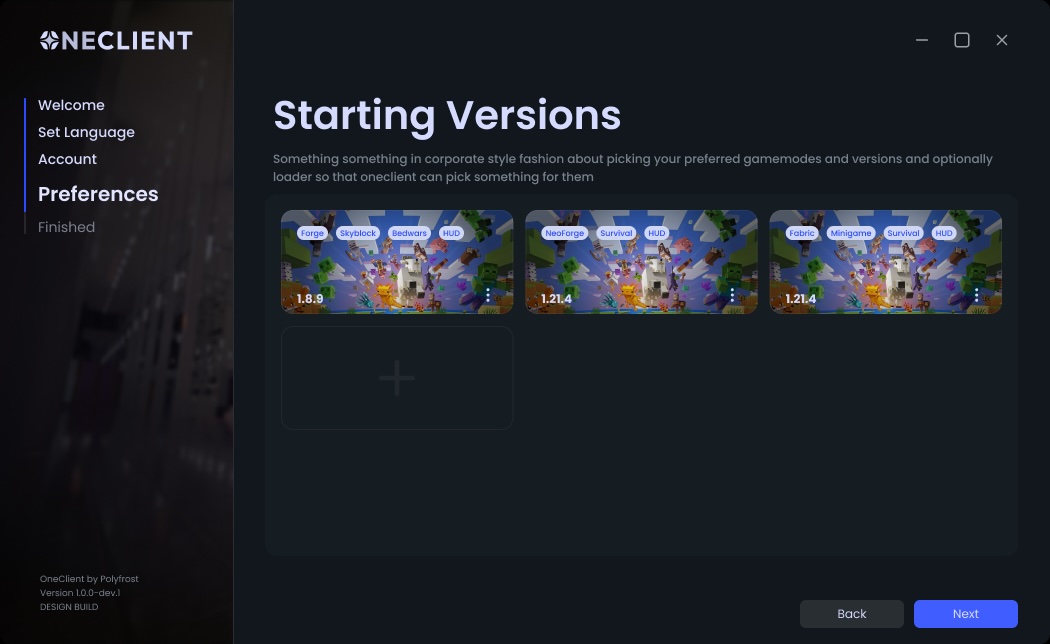 ONECLIENT
Welcome
Set Language
Account
Preferences
Finished
Starting Versions
Something something in corporate style fashion about picking your preferred gamemodes and versions and optionally
loader so that oneclient can pick something for them
Forge Skyblock Bedwars HUD
1.8.9
NeoForge Survival HUD
1.21.4
Fabric Minigame Survival HUD
1.21.4
OneClient by Polyfrost
Version 1.0.0-dev.1
DESIGN BUILD
Back
Next